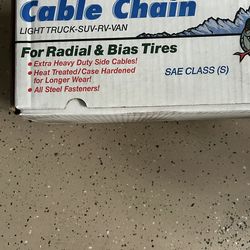 Cable Chain
LIGHT TRUCK-SUV-RV-VAN
For Radial & Bias Tires
• Extra Heavy Duty Side Cables!
• Heat Treated/Case Hardened
for Longer Wear!
• All Steel Fasteners!
SAE CLASS (S)